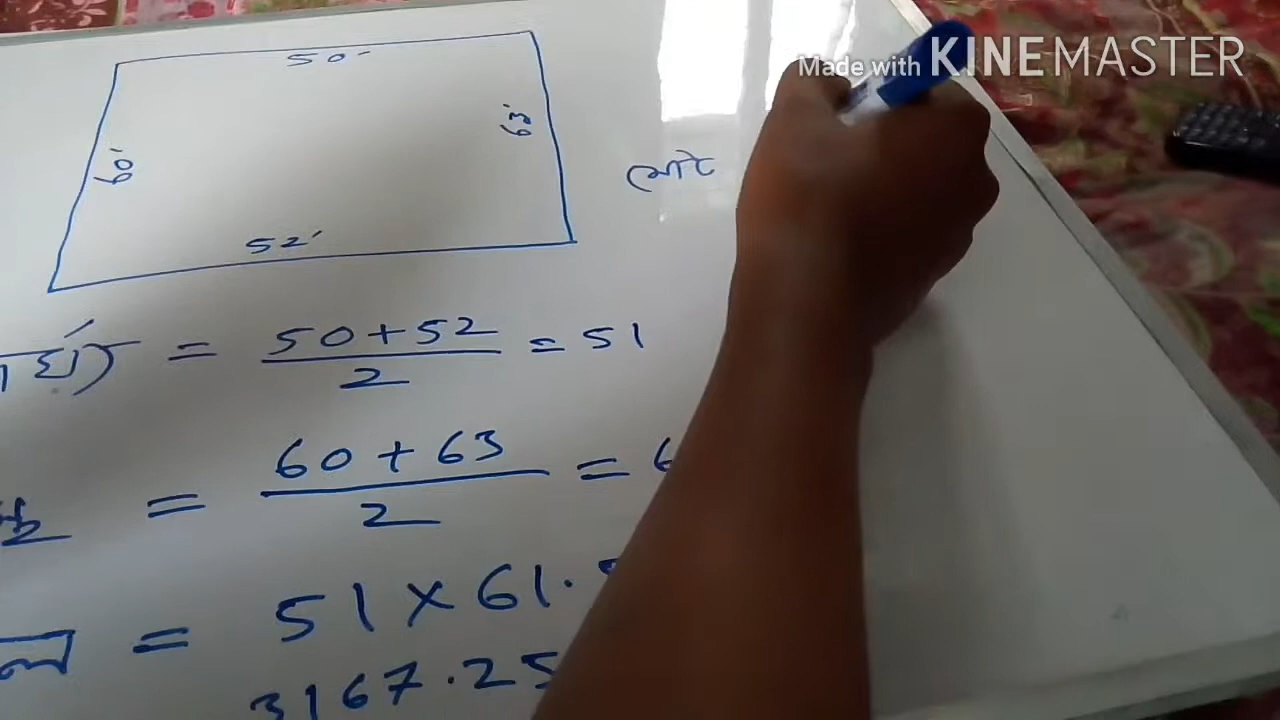 Made with KINEMASTER
50'
63'
60'
52'
= 50+52 / 2 = 51
= 60 + 63 / 2 = 6
= 51 × 61.
3167.25